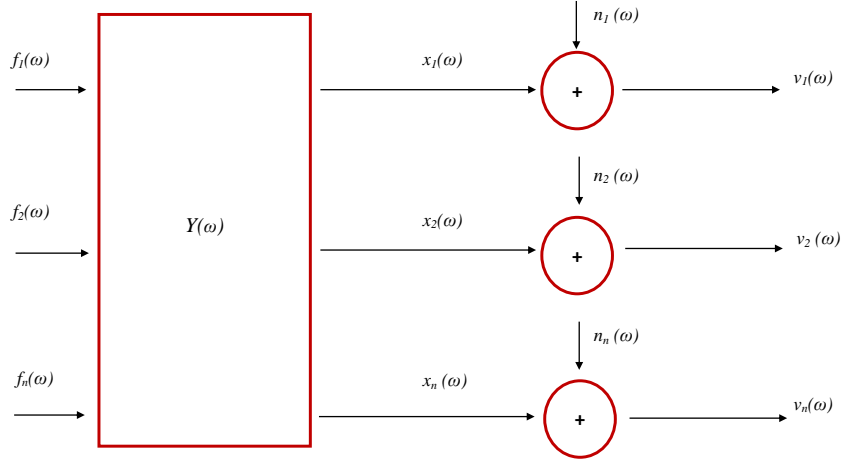 n₁ (ω)
f₁(ω) x₁(ω) v₁(ω)
+
n₂ (ω)
f₂(ω) x₂(ω) v₂ (ω)
Y(ω)
+
nₙ (ω)
fₙ(ω) xₙ (ω) vₙ(ω)
+